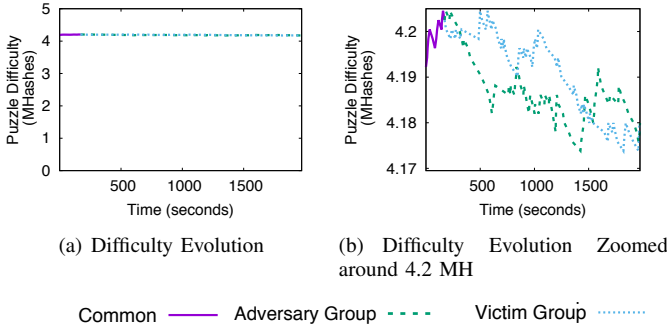 Puzzle Difficulty
(MHashes)
5
4
3
2
1
0
500
1000
1500
Time (seconds)
(a) Difficulty Evolution
Puzzle Difficulty
(MHashes)
4.2
4.19
4.18
4.17
500
1000
1500
Time (seconds)
(b) Difficulty Evolution Zoomed
around 4.2 MH
Common
Adversary Group
Victim Group